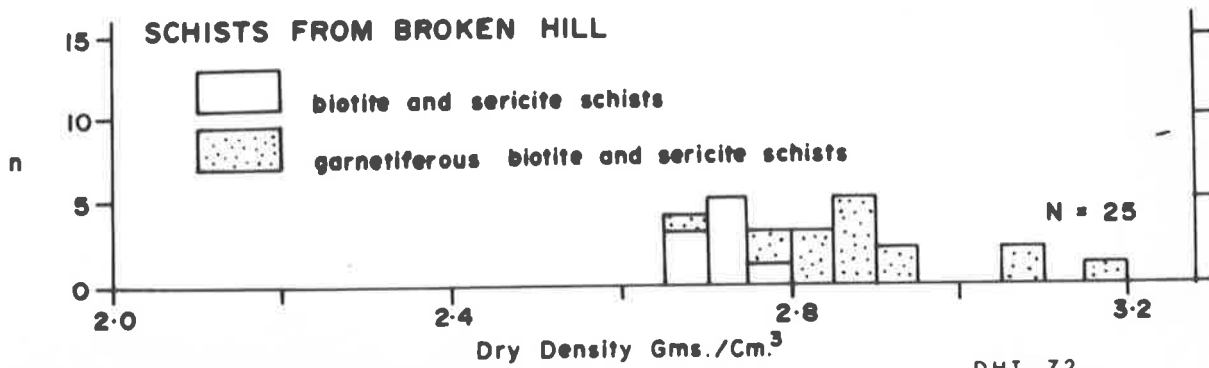 SCHISTS FROM BROKEN HILL
15
biotite and sericite schists
10
n
garnetiferous biotite and sericite schists
5
N = 25
0
2·0
2·4
2·8
3·2
Dry Density Gms./Cm.³